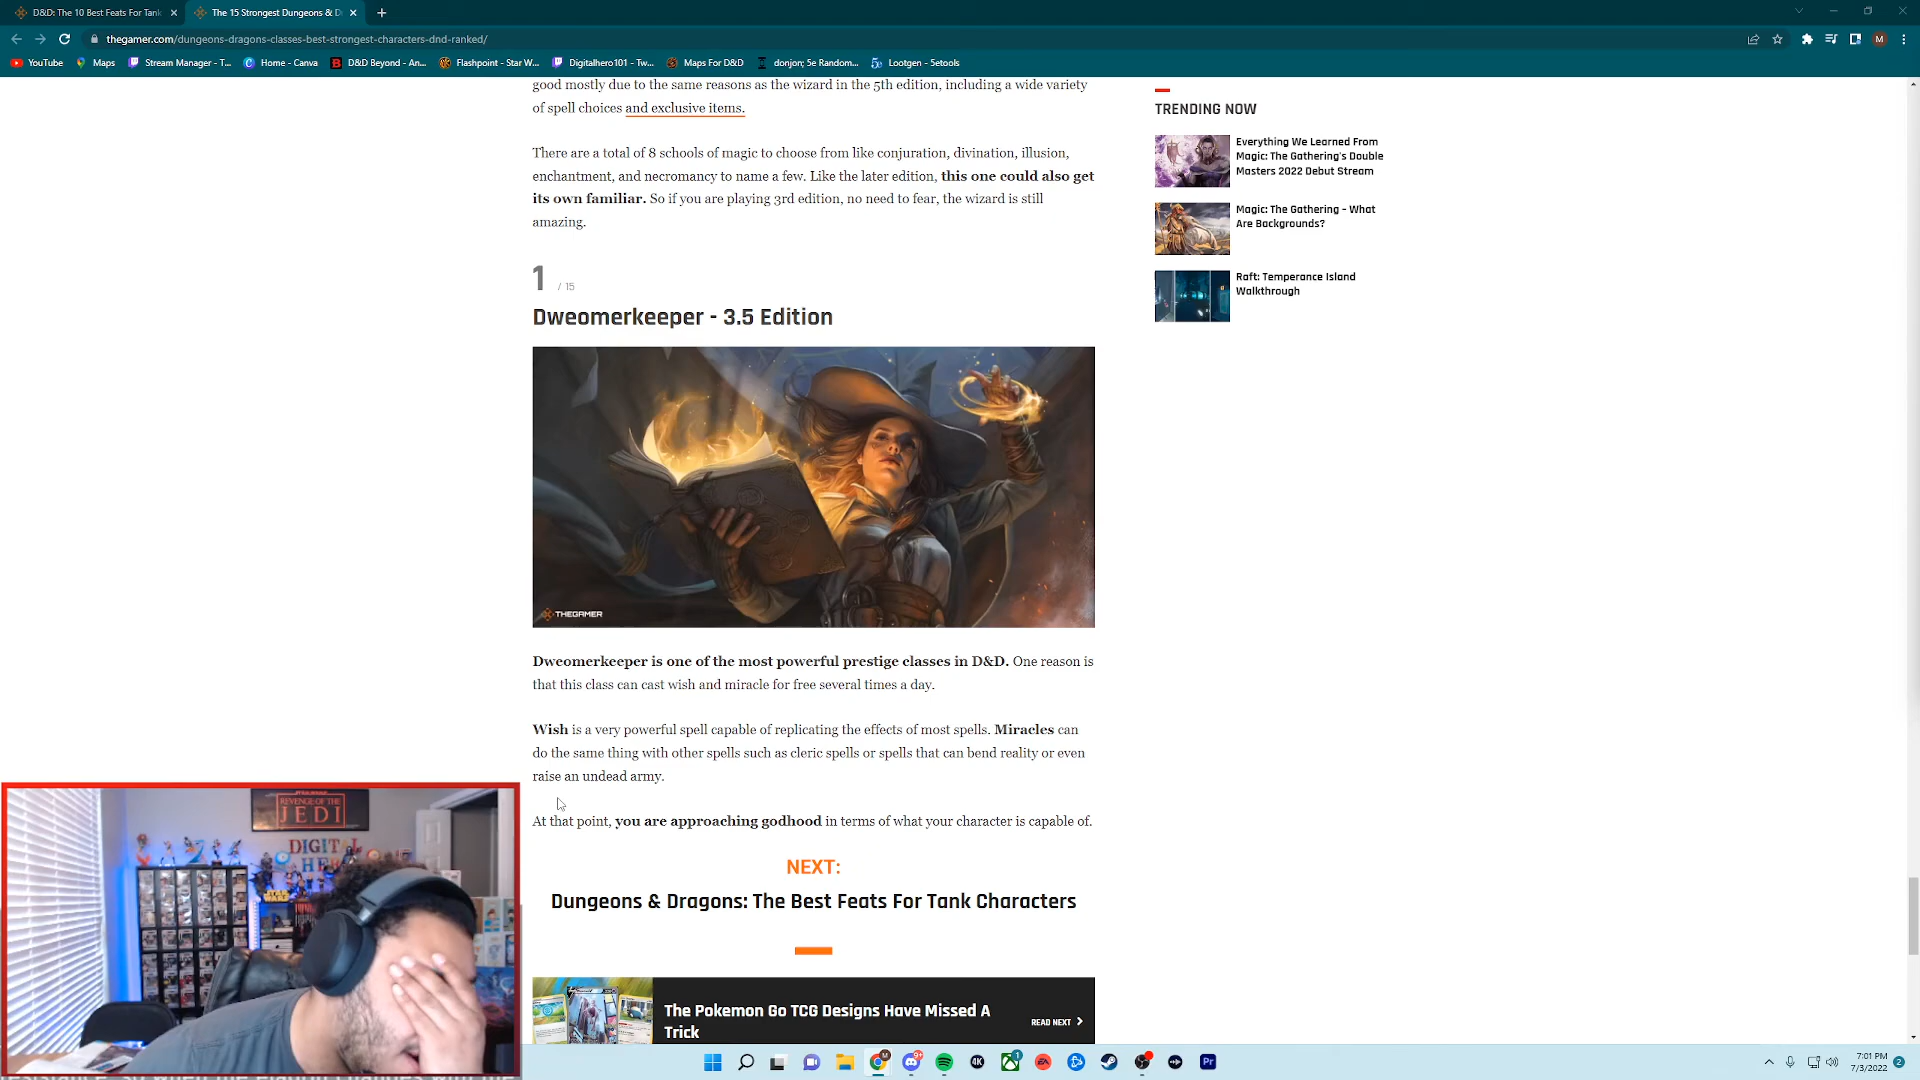 D&D: The 10 Best Feats For Tank
The 15 Strongest Dungeons & D
thegamer.com/dungeons-dragons-classes-best-strongest-characters-dnd-ranked/
M
YouTube
Maps
Stream Manager - T...
Home - Canva
D&D Beyond - An...
Flashpoint - Star W...
Digitalhero101 - Tw...
Maps For D&D
donjon; 5e Random...
Lootgen - 5etools
good mostly due to the same reasons as the wizard in the 5th edition, including a wide variety
of spell choices and exclusive items.
There are a total of 8 schools of magic to choose from like conjuration, divination, illusion,
enchantment, and necromancy to name a few. Like the later edition, this one could also get
its own familiar. So if you are playing 3rd edition, no need to fear, the wizard is still
amazing.
1 / 15
Dweomerkeeper - 3.5 Edition
THEGAMER
Dweomerkeeper is one of the most powerful prestige classes in D&D. One reason is
that this class can cast wish and miracle for free several times a day.
Wish is a very powerful spell capable of replicating the effects of most spells. Miracles can
do the same thing with other spells such as cleric spells or spells that can bend reality or even
raise an undead army.
At that point, you are approaching godhood in terms of what your character is capable of.
NEXT:
Dungeons & Dragons: The Best Feats For Tank Characters
The Pokemon Go TCG Designs Have Missed A
Trick
READ NEXT
TRENDING NOW
Everything We Learned From
Magic: The Gathering's Double
Masters 2022 Debut Stream
Magic: The Gathering – What
Are Backgrounds?
Raft: Temperance Island
Walkthrough
REVENGE OF THE
JEDI
DIGITAL
HERO
STAR
WARS
M
9+
4K
1
EA
Pr
7:01 PM
7/3/2022
2